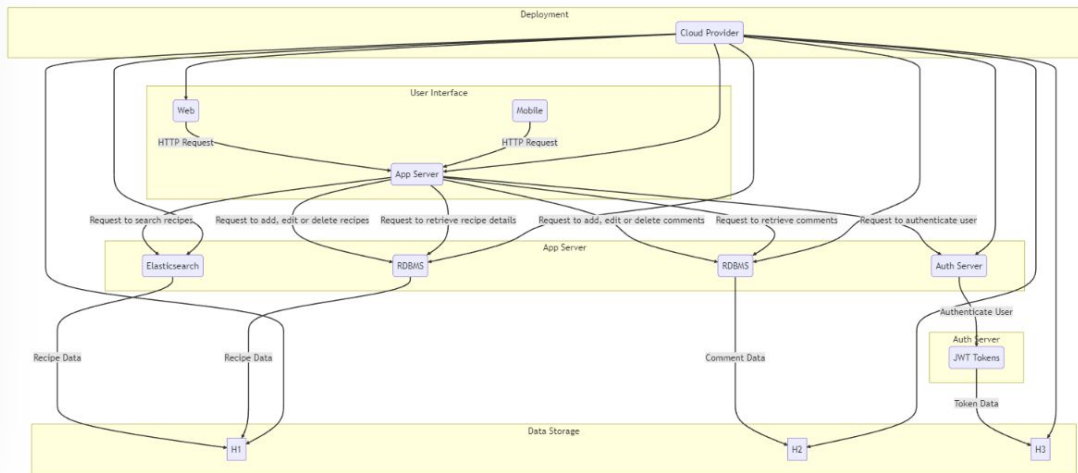 Deployment
Cloud Provider
User Interface
Web
Mobile
HTTP Request
HTTP Request
App Server
Request to search recipes
Request to add, edit or delete recipes
Request to retrieve recipe details
Request to add, edit or delete comments
Request to retrieve comments
Request to authenticate user
App Server
Elasticsearch
RDBMS
RDBMS
Auth Server
Authenticate User
Auth Server
JWT Tokens
Recipe Data
Recipe Data
Comment Data
Token Data
Data Storage
H1
H2
H3